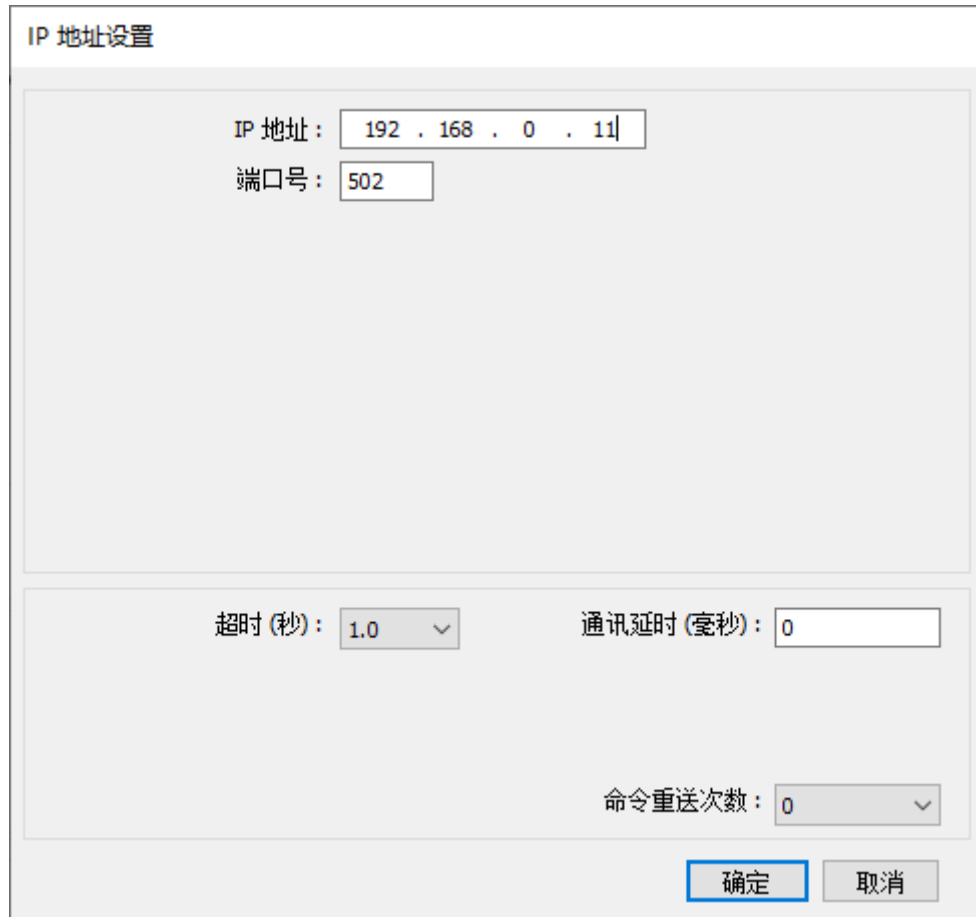 IP 地址设置
IP 地址： 192 . 168 . 0 . 11
端口号： 502
超时 (秒)： 1.0 通讯延时 (毫秒)： 0
命令重送次数： 0
确定 取消